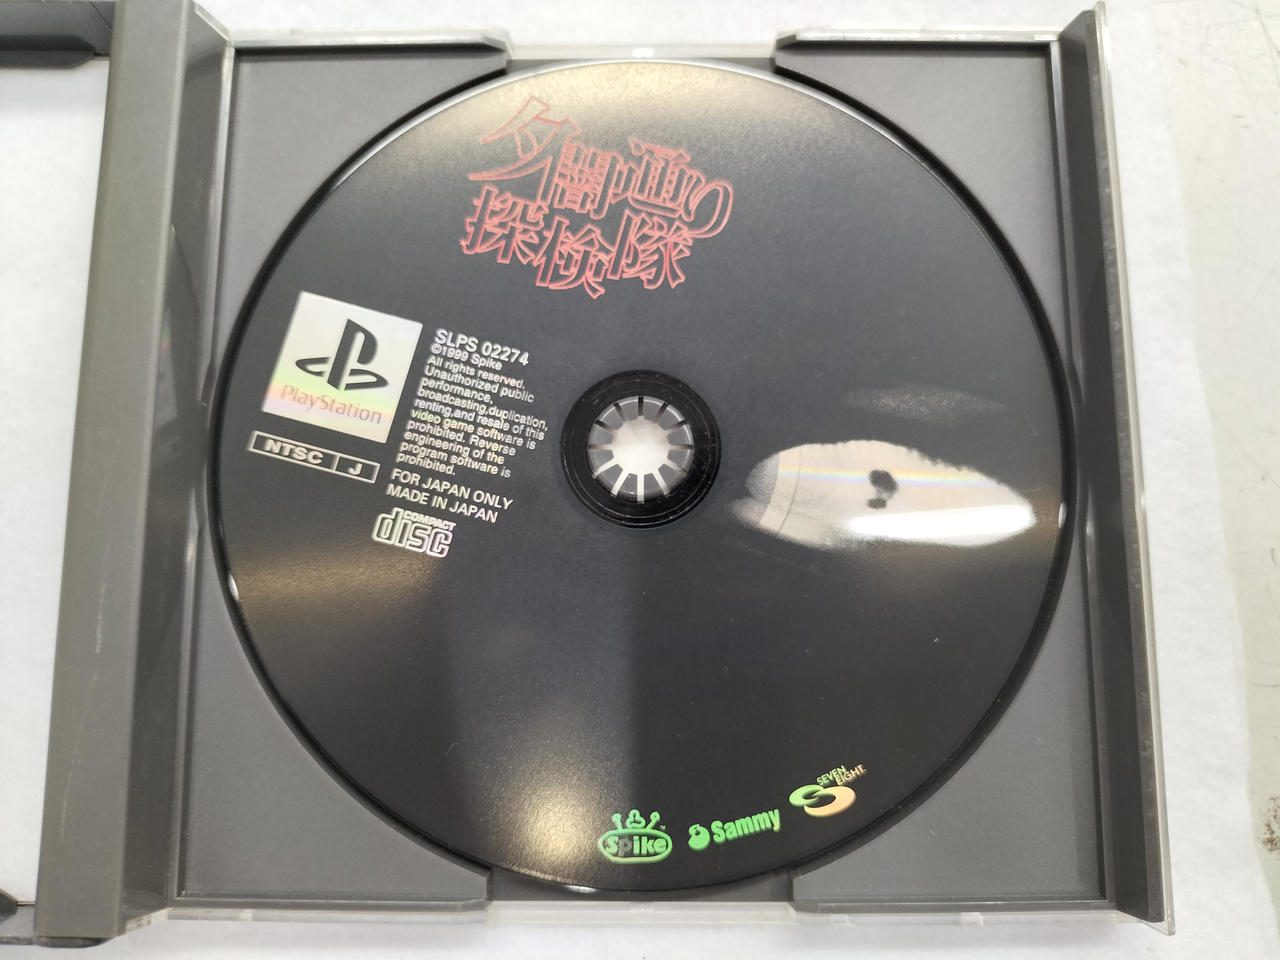 夕闇通り
探検隊
PlayStation
NTSC J
SLPS 02274
©1999 Spike
All rights reserved.
Unauthorized public
performance,
broadcasting,duplication,
renting,and resale of this
video game software is
prohibited. Reverse
engineering of the
program software is
prohibited.
FOR JAPAN ONLY
MADE IN JAPAN
COMPACT
disc
Spike™
Sammy
SEVEN
EIGHT